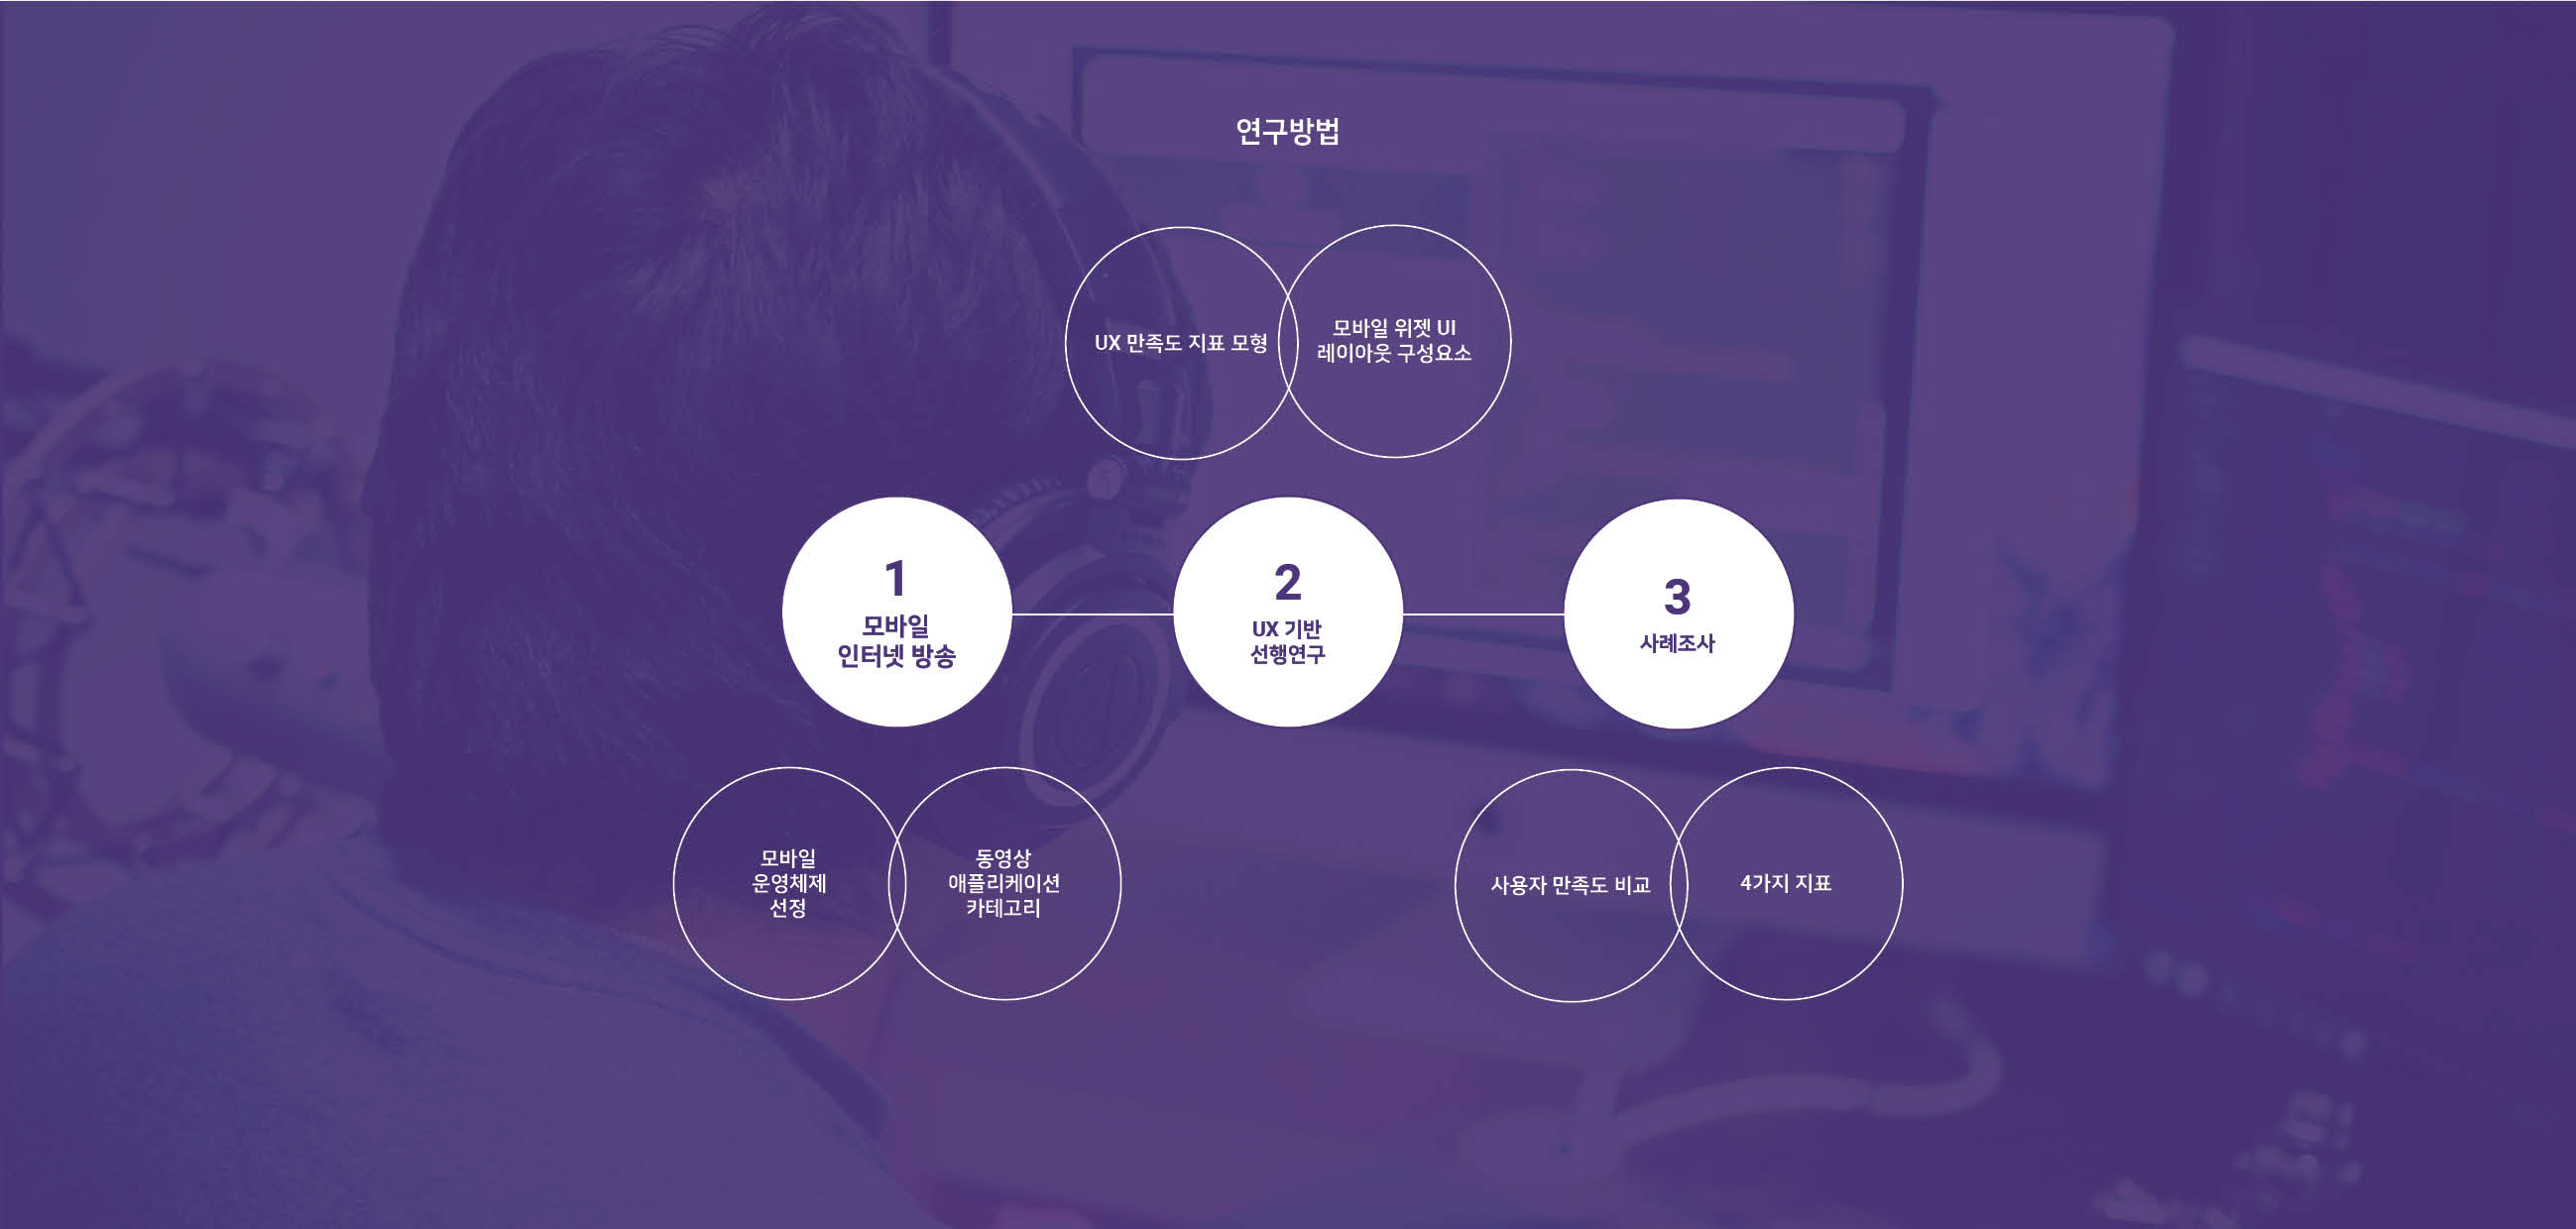 연구방법
UX 만족도 지표 모형
모바일 위젯 UI
레이아웃 구성요소
1
모바일
인터넷 방송
2
UX 기반
선행연구
3
사례조사
모바일
운영체제
선정
동영상
애플리케이션
카테고리
사용자 만족도 비교
4가지 지표